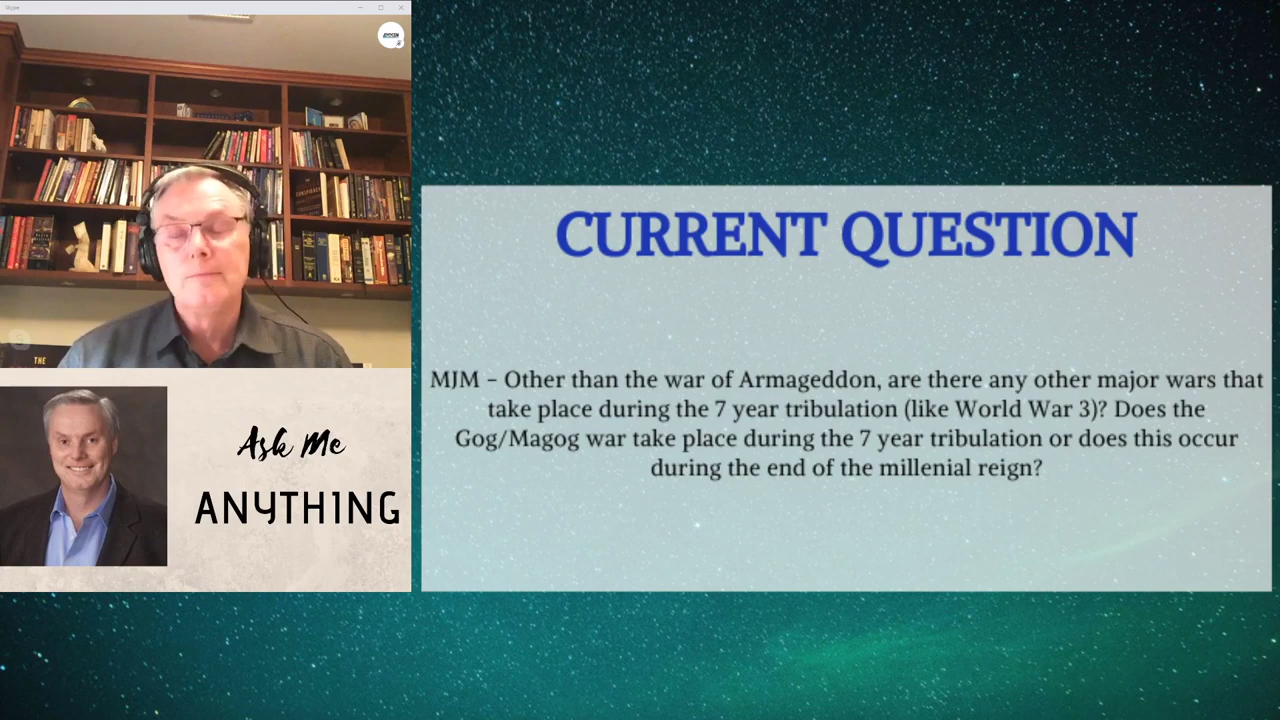 Skype
THE
Ask Me
ANYTHING
CURRENT QUESTION
MJM - Other than the war of Armageddon, are there any other major wars that
take place during the 7 year tribulation (like World War 3)? Does the
Gog/Magog war take place during the 7 year tribulation or does this occur
during the end of the millenial reign?